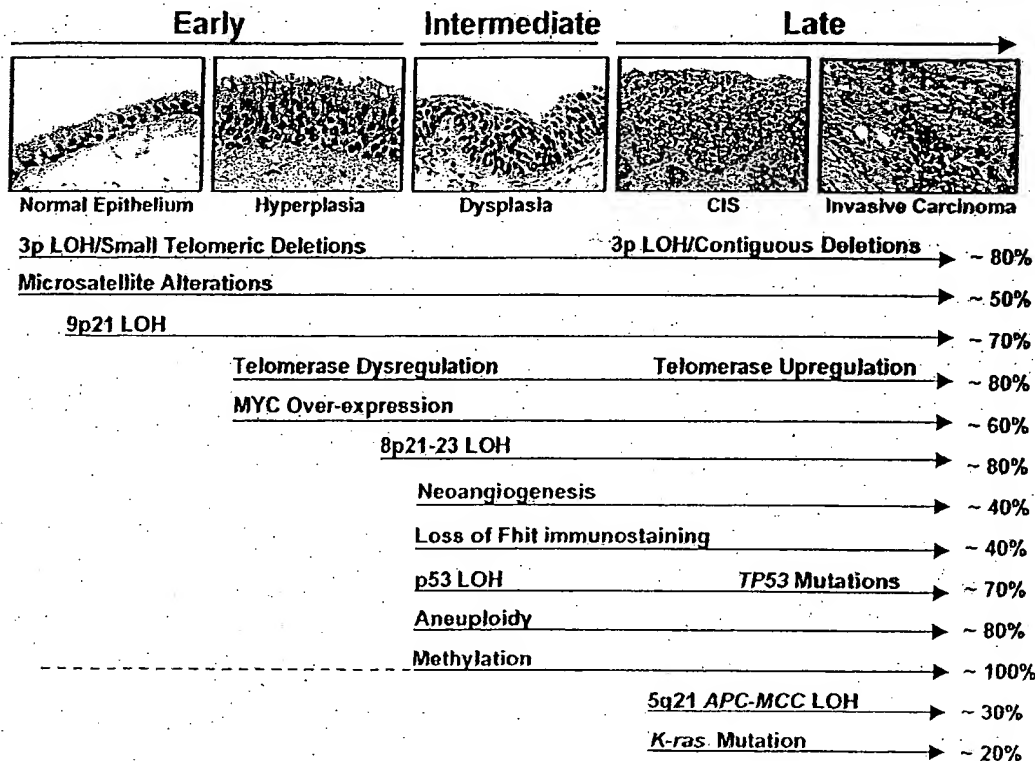 Early Intermediate Late
Normal Epithelium Hyperplasia Dysplasia CIS Invasive Carcinoma
3p LOH/Small Telomeric Deletions 3p LOH/Contiguous Deletions ~ 80%
Microsatellite Alterations ~ 50%
9p21 LOH ~ 70%
Telomerase Dysregulation Telomerase Upregulation ~ 80%
MYC Over-expression ~ 60%
8p21-23 LOH ~ 80%
Neoangiogenesis ~ 40%
Loss of Fhit immunostaining ~ 40%
p53 LOH TP53 Mutations ~ 70%
Aneuploidy ~ 80%
Methylation ~ 100%
5q21 APC-MCC LOH ~ 30%
K-ras Mutation ~ 20%